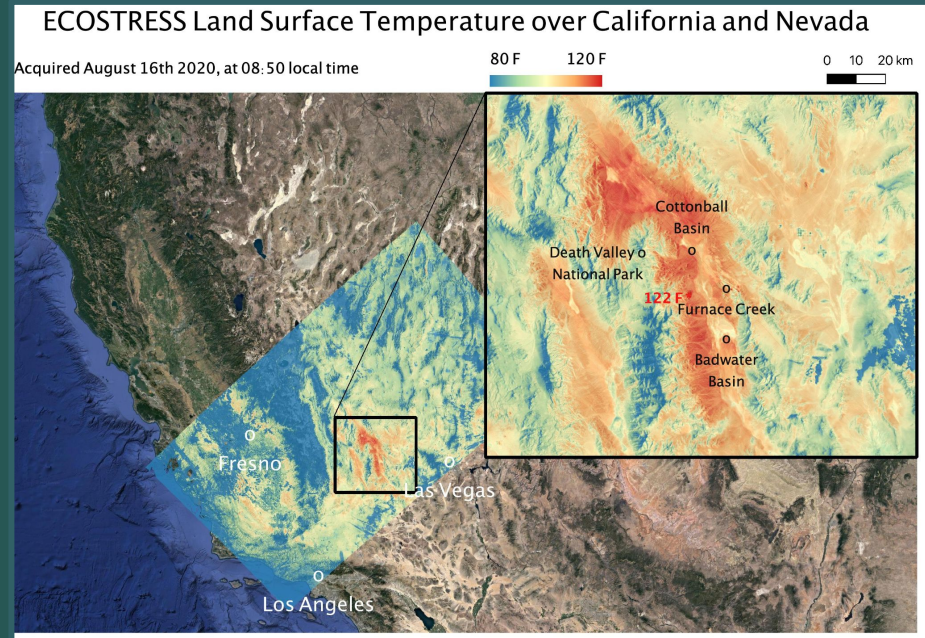 ECOSTRESS Land Surface Temperature over California and Nevada
Acquired August 16th 2020, at 08:50 local time
80 F 120 F
0 10 20 km
Cottonball
Basin
Death Valley
National Park
122 F
Furnace Creek
Badwater
Basin
Fresno
Las Vegas
Los Angeles